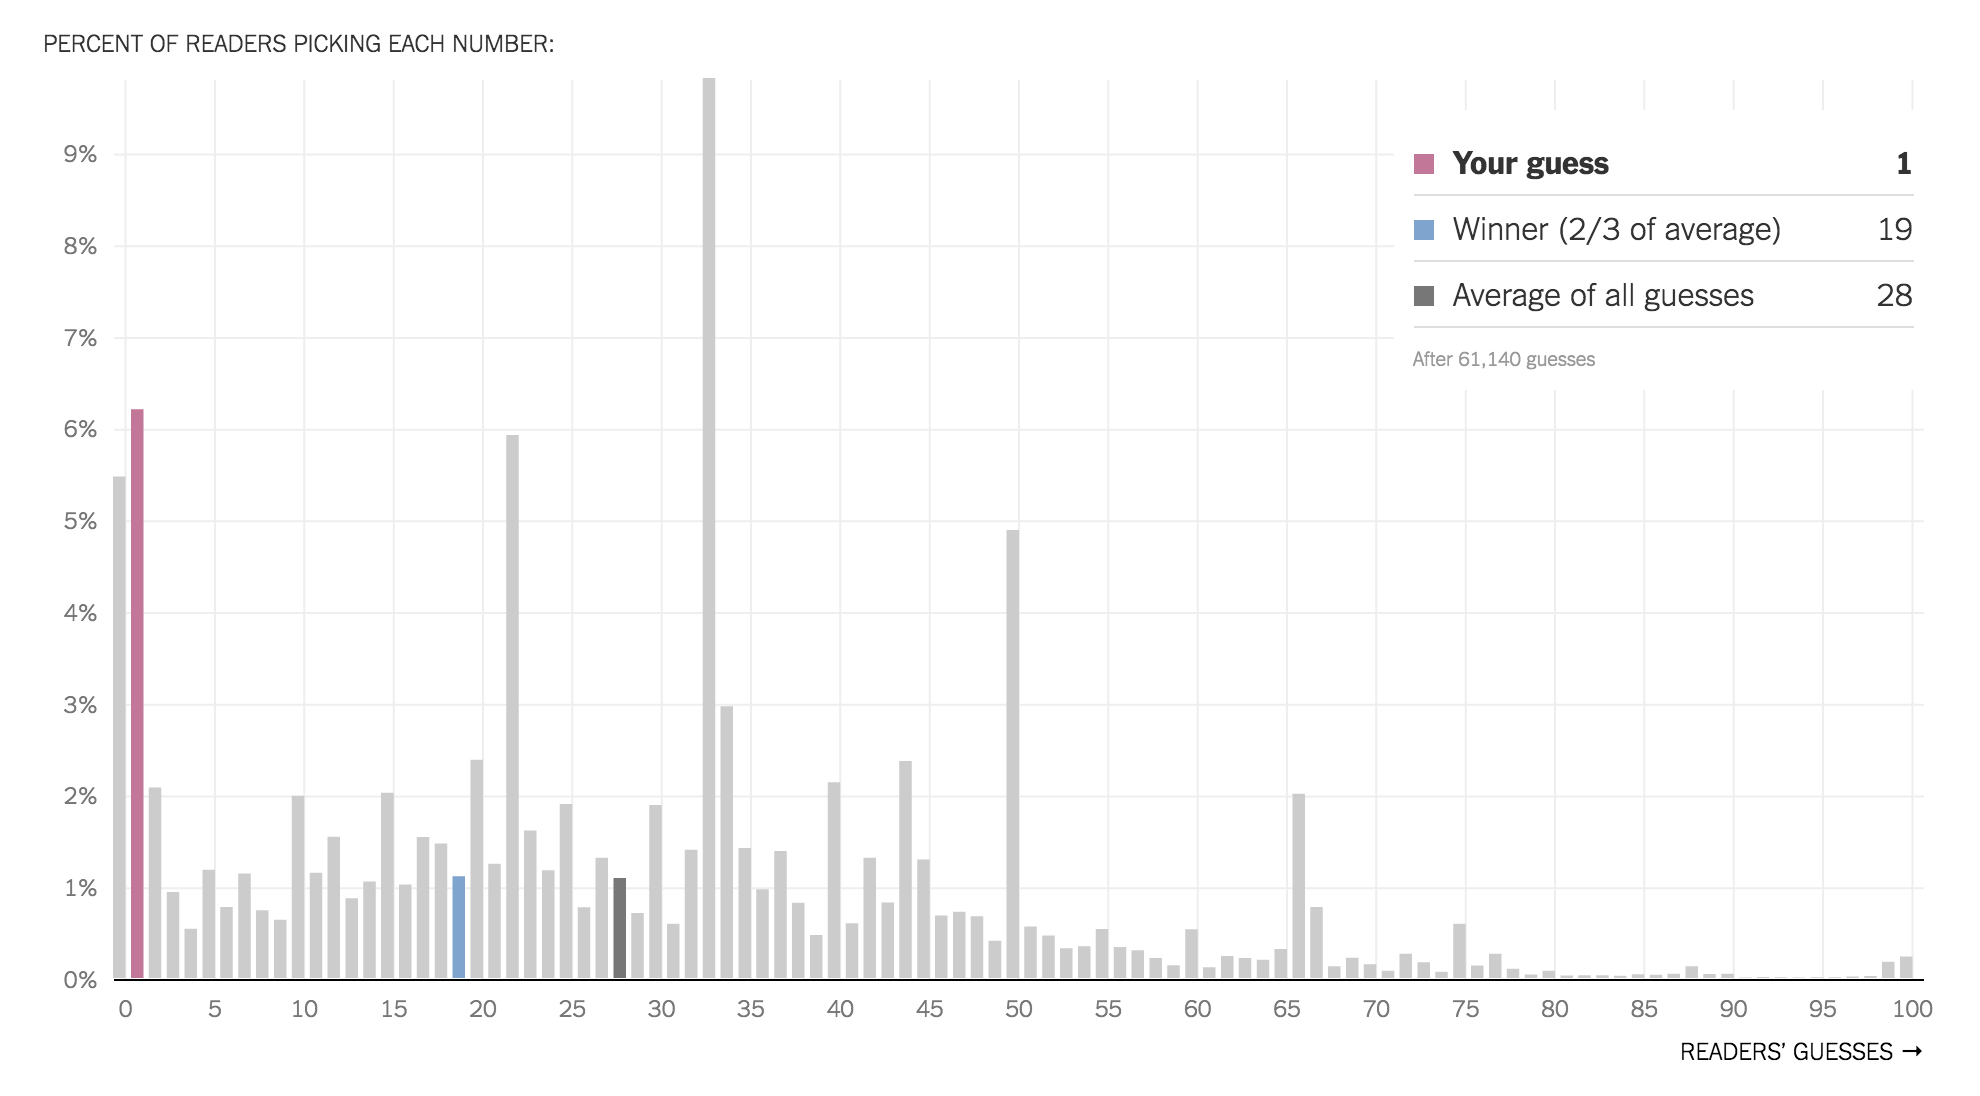 PERCENT OF READERS PICKING EACH NUMBER:
9%
8%
7%
6%
5%
4%
3%
2%
1%
0%
Your guess 1
Winner (2/3 of average) 19
Average of all guesses 28
After 61,140 guesses
0 5 10 15 20 25 30 35 40 45 50 55 60 65 70 75 80 85 90 95 100
READERS’ GUESSES →